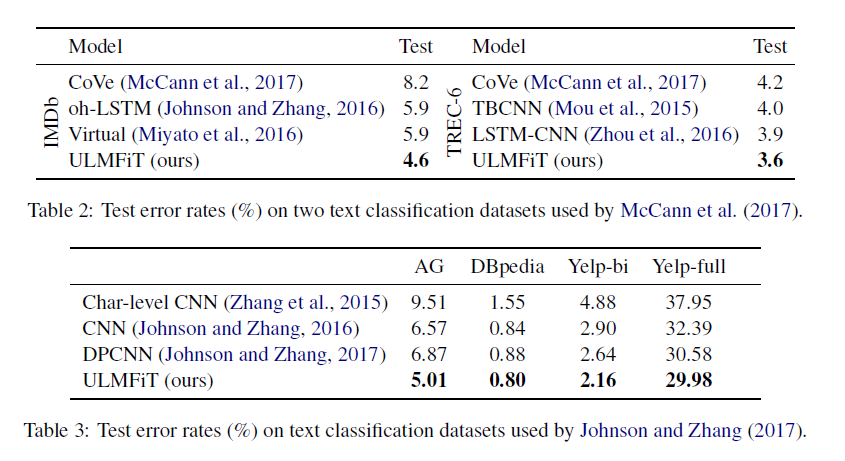 Model Test Model Test
IMDb
CoVe (McCann et al., 2017) 8.2
oh-LSTM (Johnson and Zhang, 2016) 5.9
Virtual (Miyato et al., 2016) 5.9
ULMFiT (ours) 4.6
TREC-6
CoVe (McCann et al., 2017) 4.2
TBCNN (Mou et al., 2015) 4.0
LSTM-CNN (Zhou et al., 2016) 3.9
ULMFiT (ours) 3.6
Table 2: Test error rates (%) on two text classification datasets used by McCann et al. (2017).
AG DBpedia Yelp-bi Yelp-full
Char-level CNN (Zhang et al., 2015) 9.51 1.55 4.88 37.95
CNN (Johnson and Zhang, 2016) 6.57 0.84 2.90 32.39
DPCNN (Johnson and Zhang, 2017) 6.87 0.88 2.64 30.58
ULMFiT (ours) 5.01 0.80 2.16 29.98
Table 3: Test error rates (%) on text classification datasets used by Johnson and Zhang (2017).